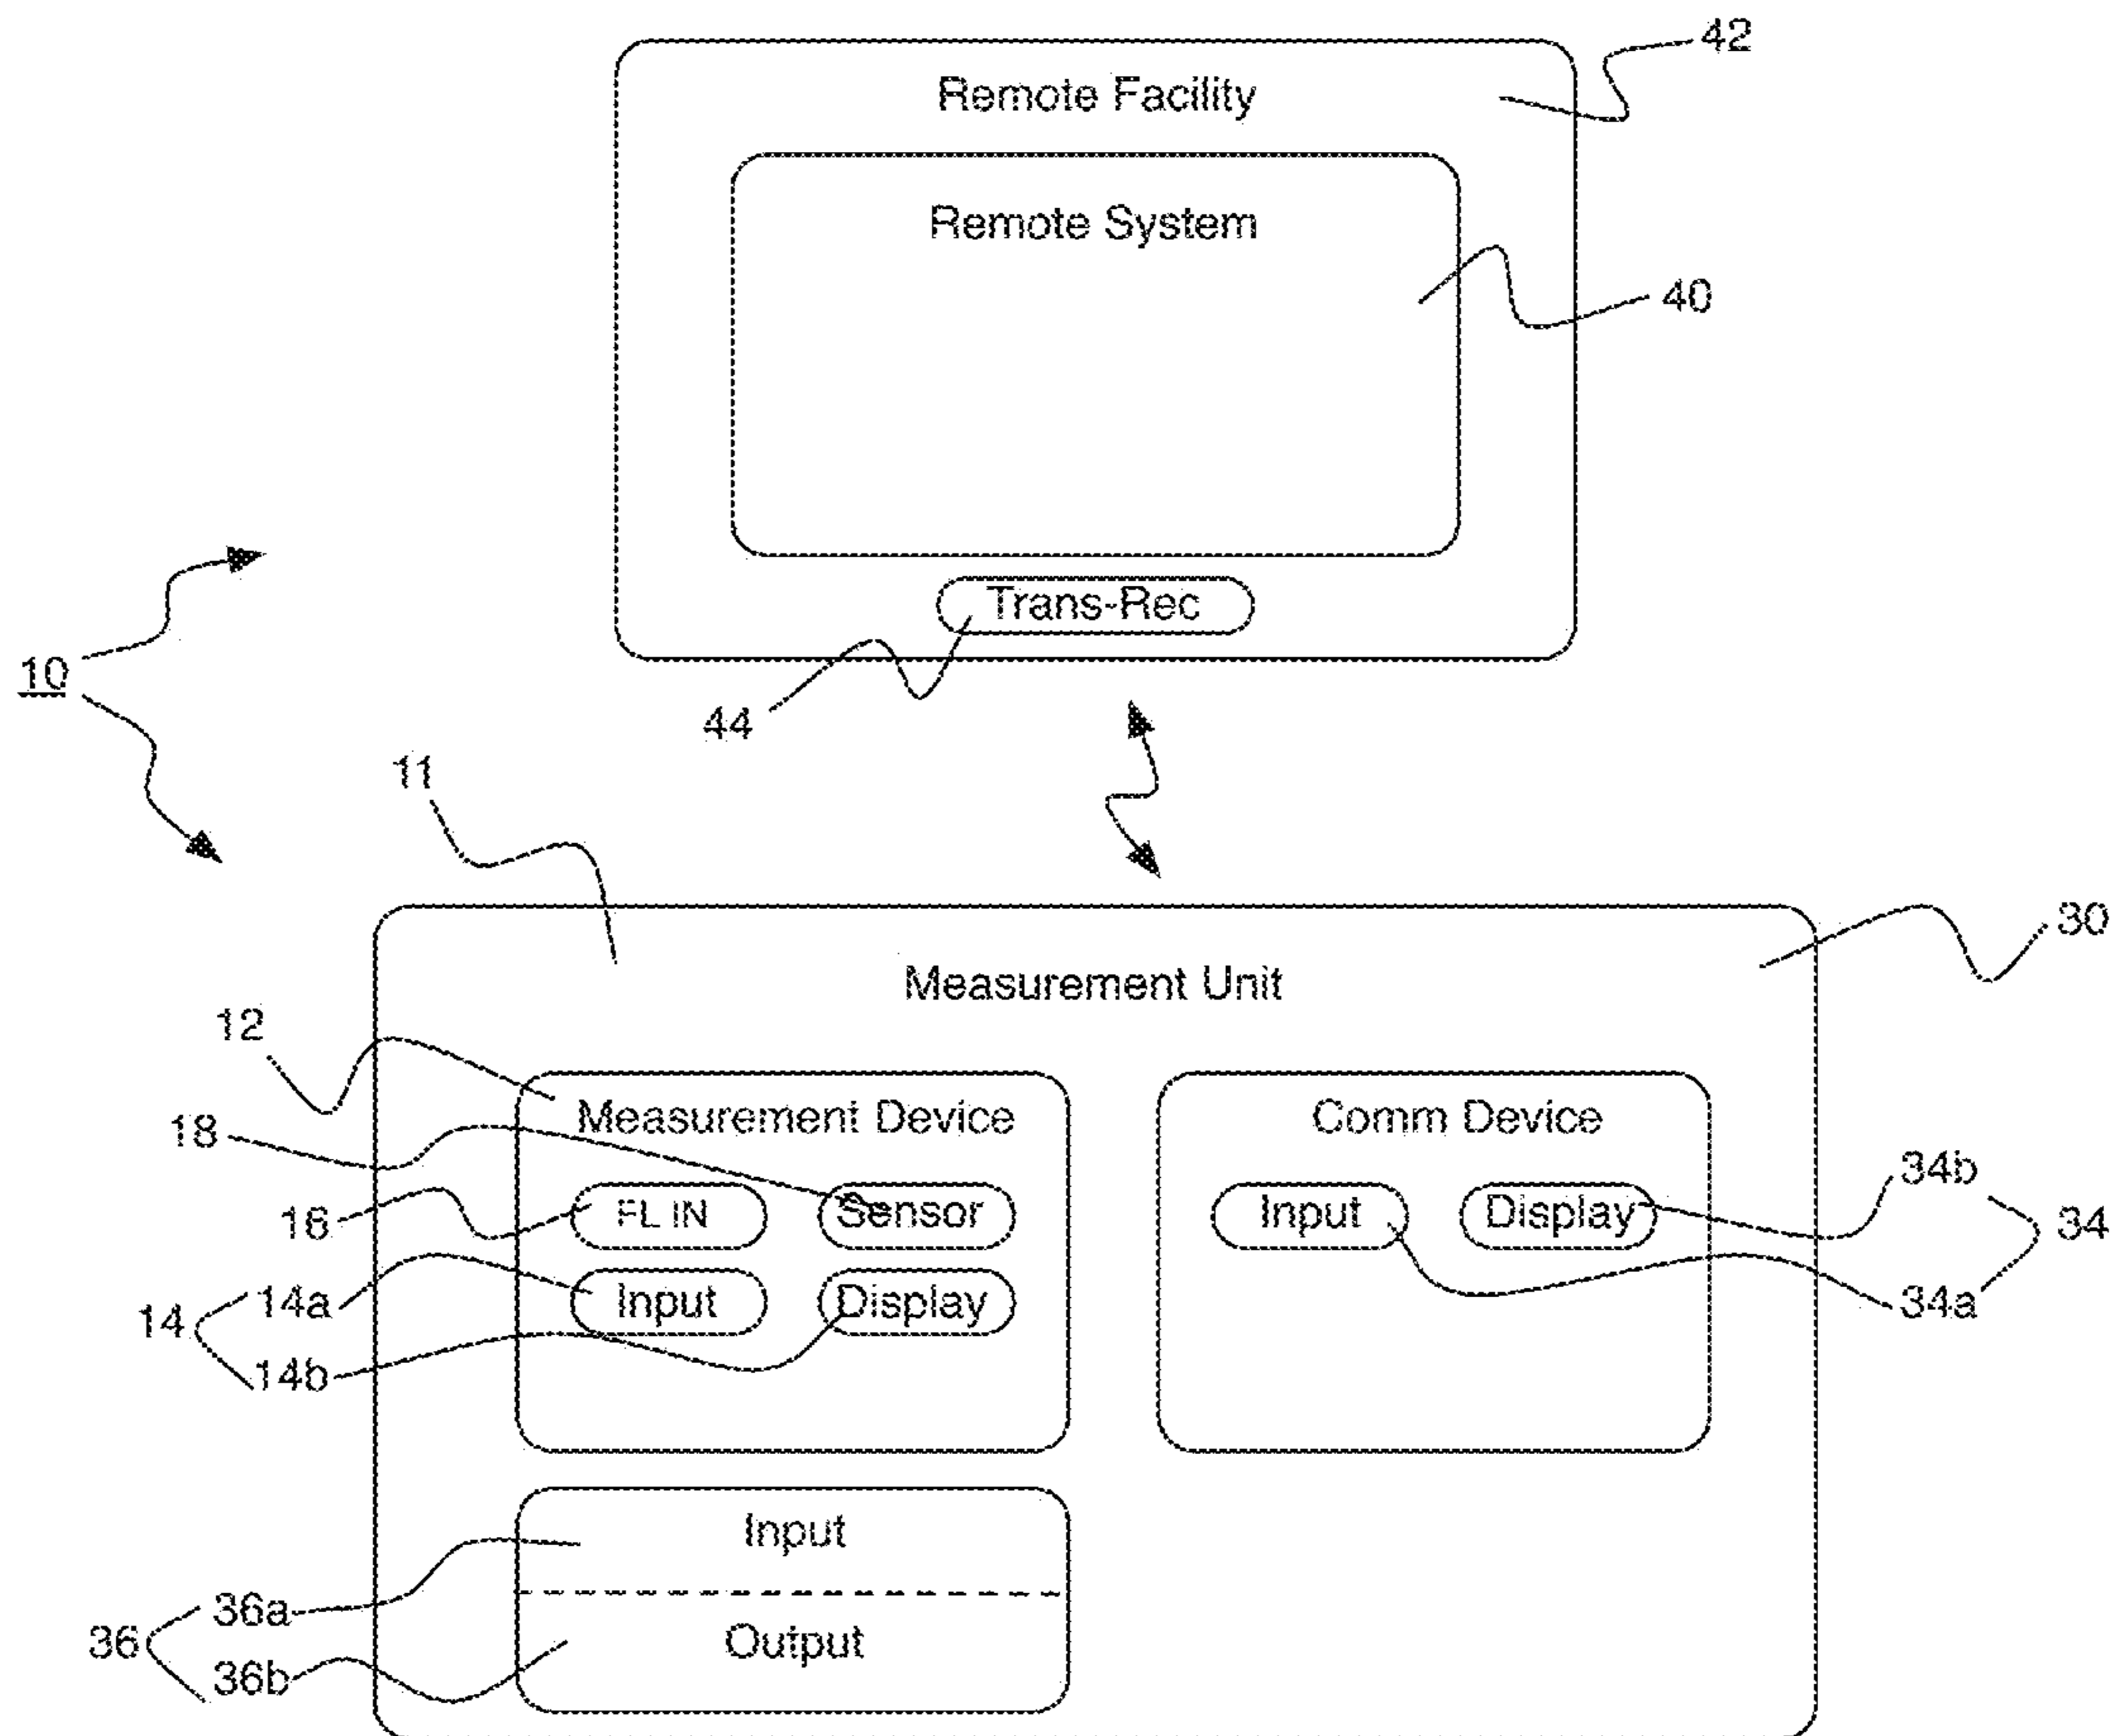 42
Remote Facility
Remote System
40
Trans-Rec
10
44
11
30
Measurement Unit
12
Measurement Device
Comm Device
18
34b
16
FL IN
Sensor
Input
Display
34
14
14a
Input
Display
34a
14b
Input
36a
36
Output
36b